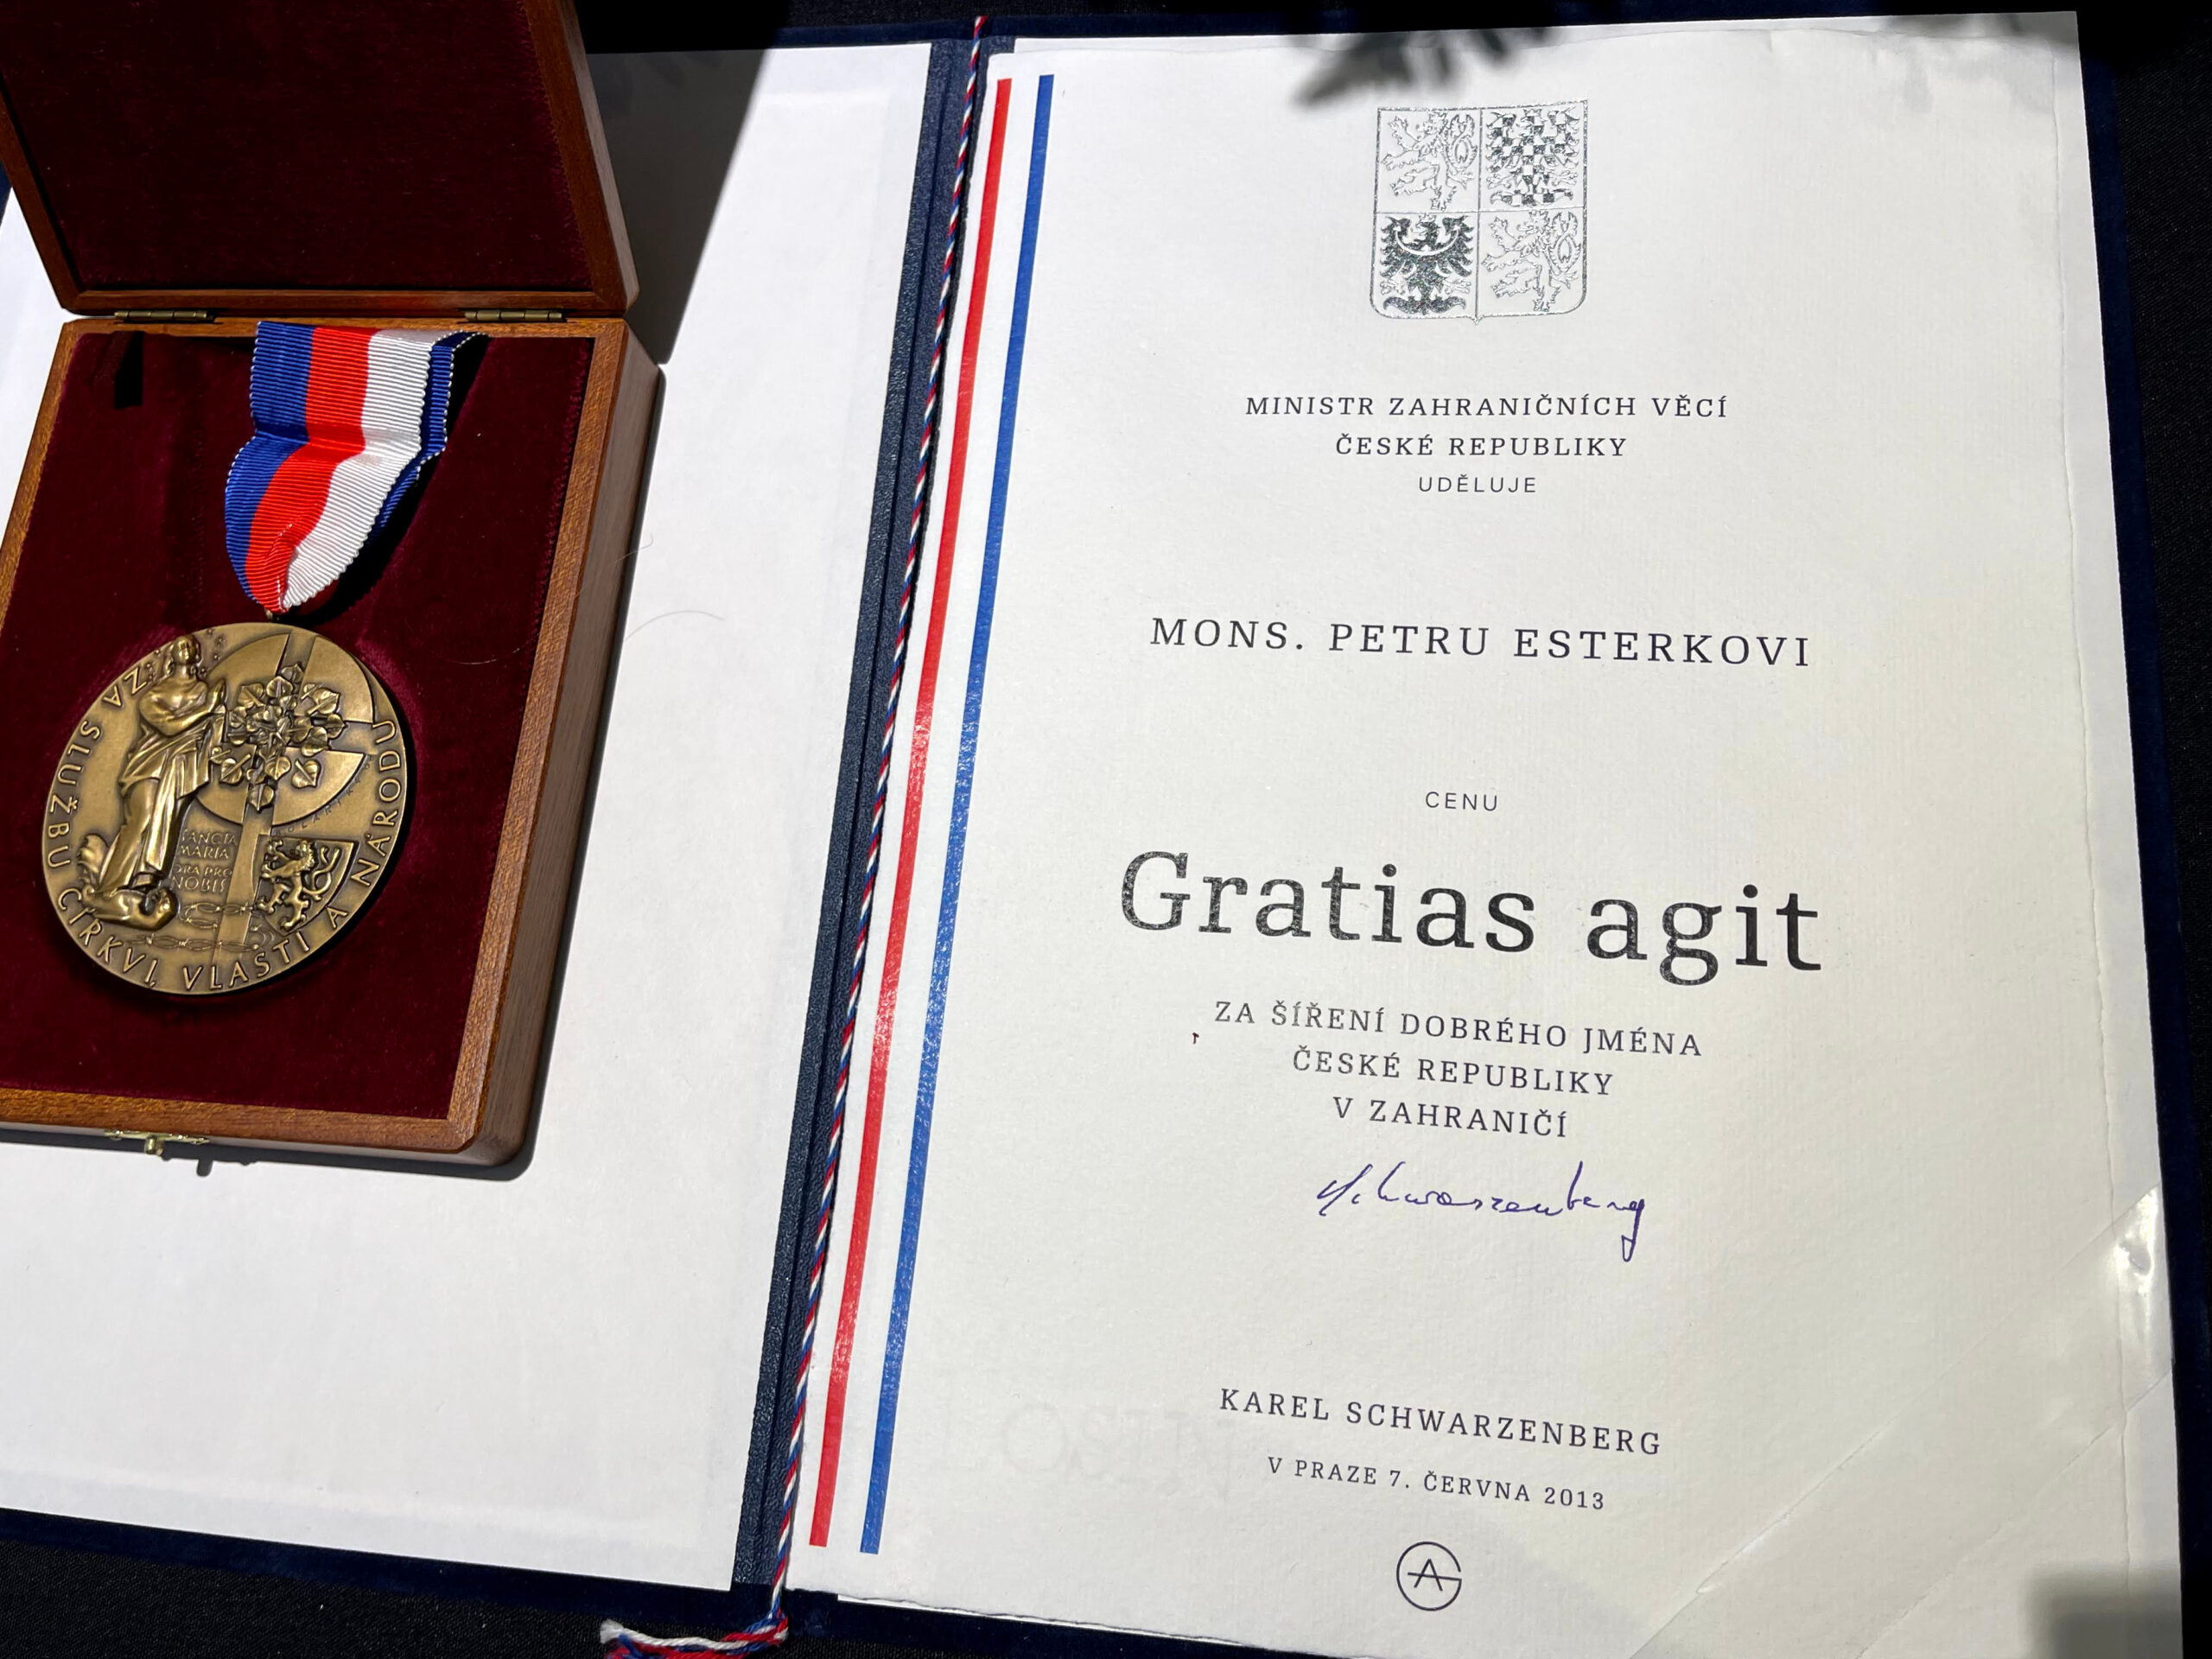 ZA SLUŽBU CÍRKVI, VLASTI A NÁRODU
SANCTA
MARIA
ORA PRO
NOBIS
MINISTR ZAHRANIČNÍCH VĚCÍ
ČESKÉ REPUBLIKY
UDĚLUJE
MONS. PETRU ESTERKOVI
CENU
Gratias agit
ZA ŠÍŘENÍ DOBRÉHO JMÉNA
ČESKÉ REPUBLIKY
V ZAHRANIČÍ
Schwarzenberg
KAREL SCHWARZENBERG
V PRAZE 7. ČERVNA 2013